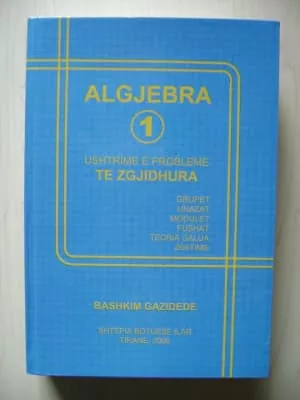 ALGJEBRA
1
USHTRIME E PROBLEME
TE ZGJIDHURA
GRUPET
UNAZAT
MODULET
FUSHAT
TEORIA GALUA
ZBATIME
BASHKIM GAZIDEDE
SHTEPIA BOTUESE ILAR
TIRANE, 2006